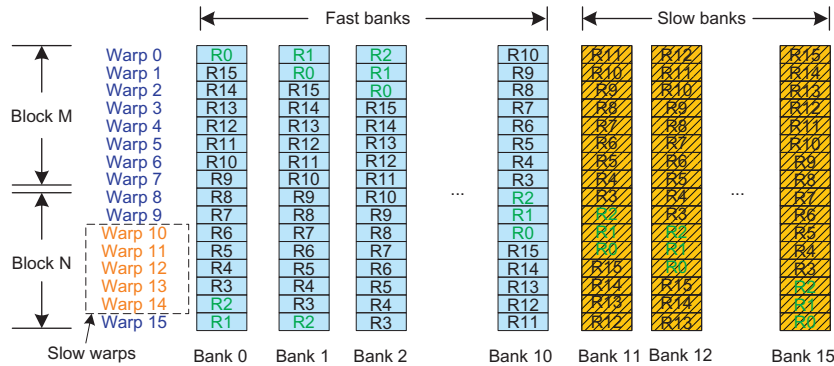 Fast banks Slow banks
Warp 0 R0 R1 R2 R10 R11 R12 R15
Warp 1 R15 R0 R1 R9 R10 R11 R14
Warp 2 R14 R15 R0 R8 R9 R10 R13
Warp 3 R13 R14 R15 R7 R8 R9 R12
Block M Warp 4 R12 R13 R14 R6 R7 R8 R11
Warp 5 R11 R12 R13 R5 R6 R7 R10
Warp 6 R10 R11 R12 R4 R5 R6 R9
Warp 7 R9 R10 R11 R3 R4 R5 R8
Warp 8 R8 R9 R10 ... R2 R3 R4 ... R7
Warp 9 R7 R8 R9 R1 R2 R3 R6
Warp 10 R6 R7 R8 R0 R1 R2 R5
Warp 11 R5 R6 R7 R15 R0 R1 R4
Block N Warp 12 R4 R5 R6 R14 R15 R0 R3
Warp 13 R3 R4 R5 R13 R14 R15 R2
Warp 14 R2 R3 R4 R12 R13 R14 R1
Warp 15 R1 R2 R3 R11 R12 R13 R0
Slow warps Bank 0 Bank 1 Bank 2 Bank 10 Bank 11 Bank 12 Bank 15